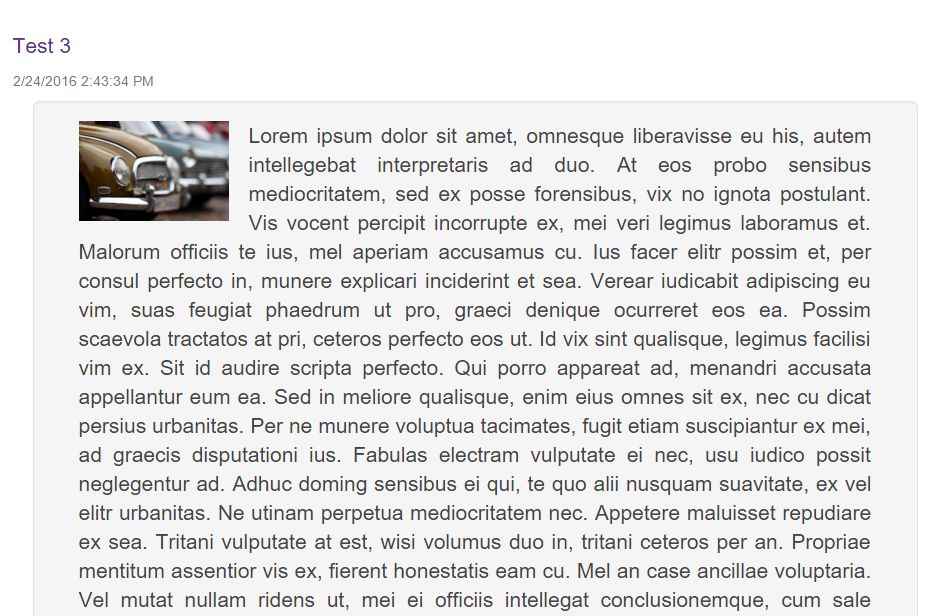 Test 3
2/24/2016 2:43:34 PM
Lorem ipsum dolor sit amet, omnesque liberavisse eu his, autem
intellegebat interpretaris ad duo. At eos probo sensibus
mediocritatem, sed ex posse forensibus, vix no ignota postulant.
Vis vocent percipit incorrupte ex, mei veri legimus laboramus et.
Malorum officiis te ius, mel aperiam accusamus cu. Ius facer elitr possim et, per
consul perfecto in, munere explicari inciderint et sea. Verear iudicabit adipiscing eu
vim, suas feugiat phaedrum ut pro, graeci denique ocurreret eos ea. Possim
scaevola tractatos at pri, ceteros perfecto eos ut. Id vix sint qualisque, legimus facilisi
vim ex. Sit id audire scripta perfecto. Qui porro appareat ad, menandri accusata
appellantur eum ea. Sed in meliore qualisque, enim eius omnes sit ex, nec cu dicat
persius urbanitas. Per ne munere voluptua tacimates, fugit etiam suscipiantur ex mei,
ad graecis disputationi ius. Fabulas electram vulputate ei nec, usu iudico possit
neglegentur ad. Adhuc doming sensibus ei qui, te quo alii nusquam suavitate, ex vel
elitr urbanitas. Ne utinam perpetua mediocritatem nec. Appetere maluisset repudiare
ex sea. Tritani vulputate at est, wisi volumus duo in, tritani ceteros per an. Propriae
mentitum assentior vis ex, fierent honestatis eam cu. Mel an case ancillae voluptaria.
Vel mutat nullam ridens ut, mei ei officiis intellegat conclusionemque, cum sale